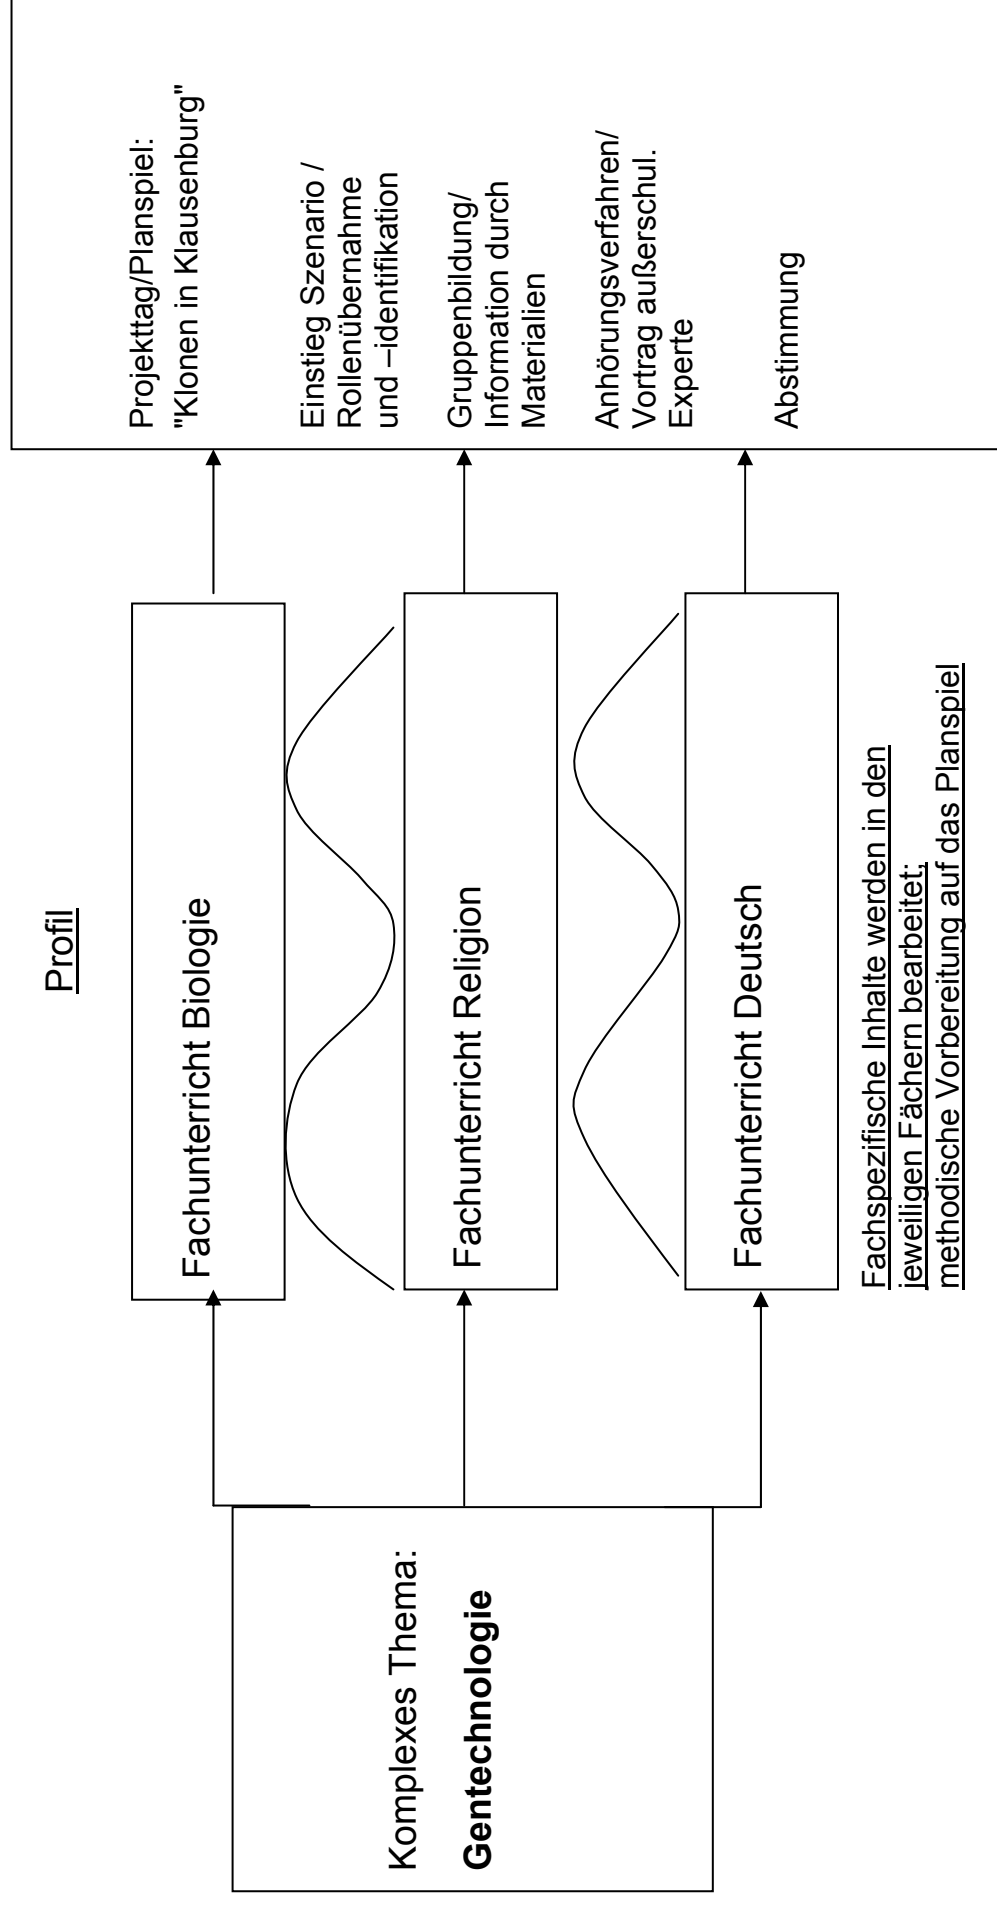 Profil
Komplexes Thema:
Gentechnologie
Fachunterricht Biologie
Fachunterricht Religion
Fachunterricht Deutsch
Fachspezifische Inhalte werden in den
jeweiligen Fächern bearbeitet;
methodische Vorbereitung auf das Planspiel
Projekttag/Planspiel:
"Klonen in Klausenburg"
Einstieg Szenario /
Rollenübernahme
und –identifikation
Gruppenbildung/
Information durch
Materialien
Anhörungsverfahren/
Vortrag außerschul.
Experte
Abstimmung